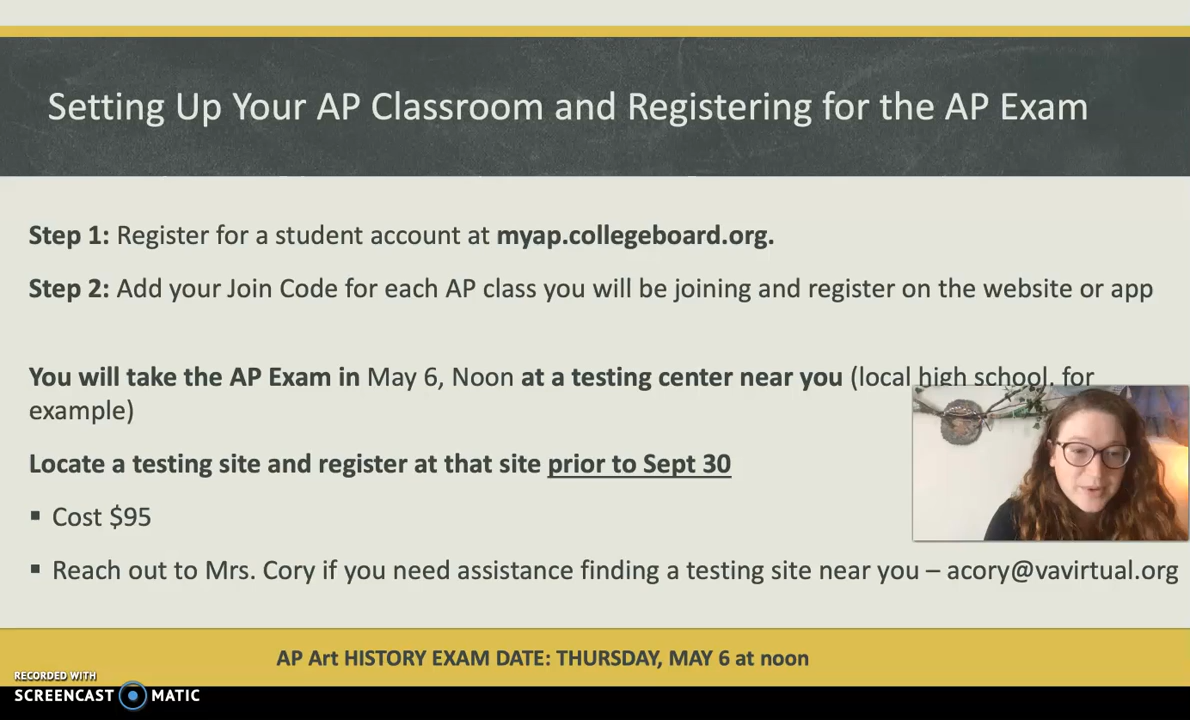 Setting Up Your AP Classroom and Registering for the AP Exam
Step 1: Register for a student account at myap.collegeboard.org.
Step 2: Add your Join Code for each AP class you will be joining and register on the website or app
You will take the AP Exam in May 6, Noon at a testing center near you (local high school, for
example)
Locate a testing site and register at that site prior to Sept 30
▪ Cost $95
▪ Reach out to Mrs. Cory if you need assistance finding a testing site near you – acory@vavirtual.org
AP Art HISTORY EXAM DATE: THURSDAY, MAY 6 at noon
RECORDED WITH
SCREENCAST MATIC